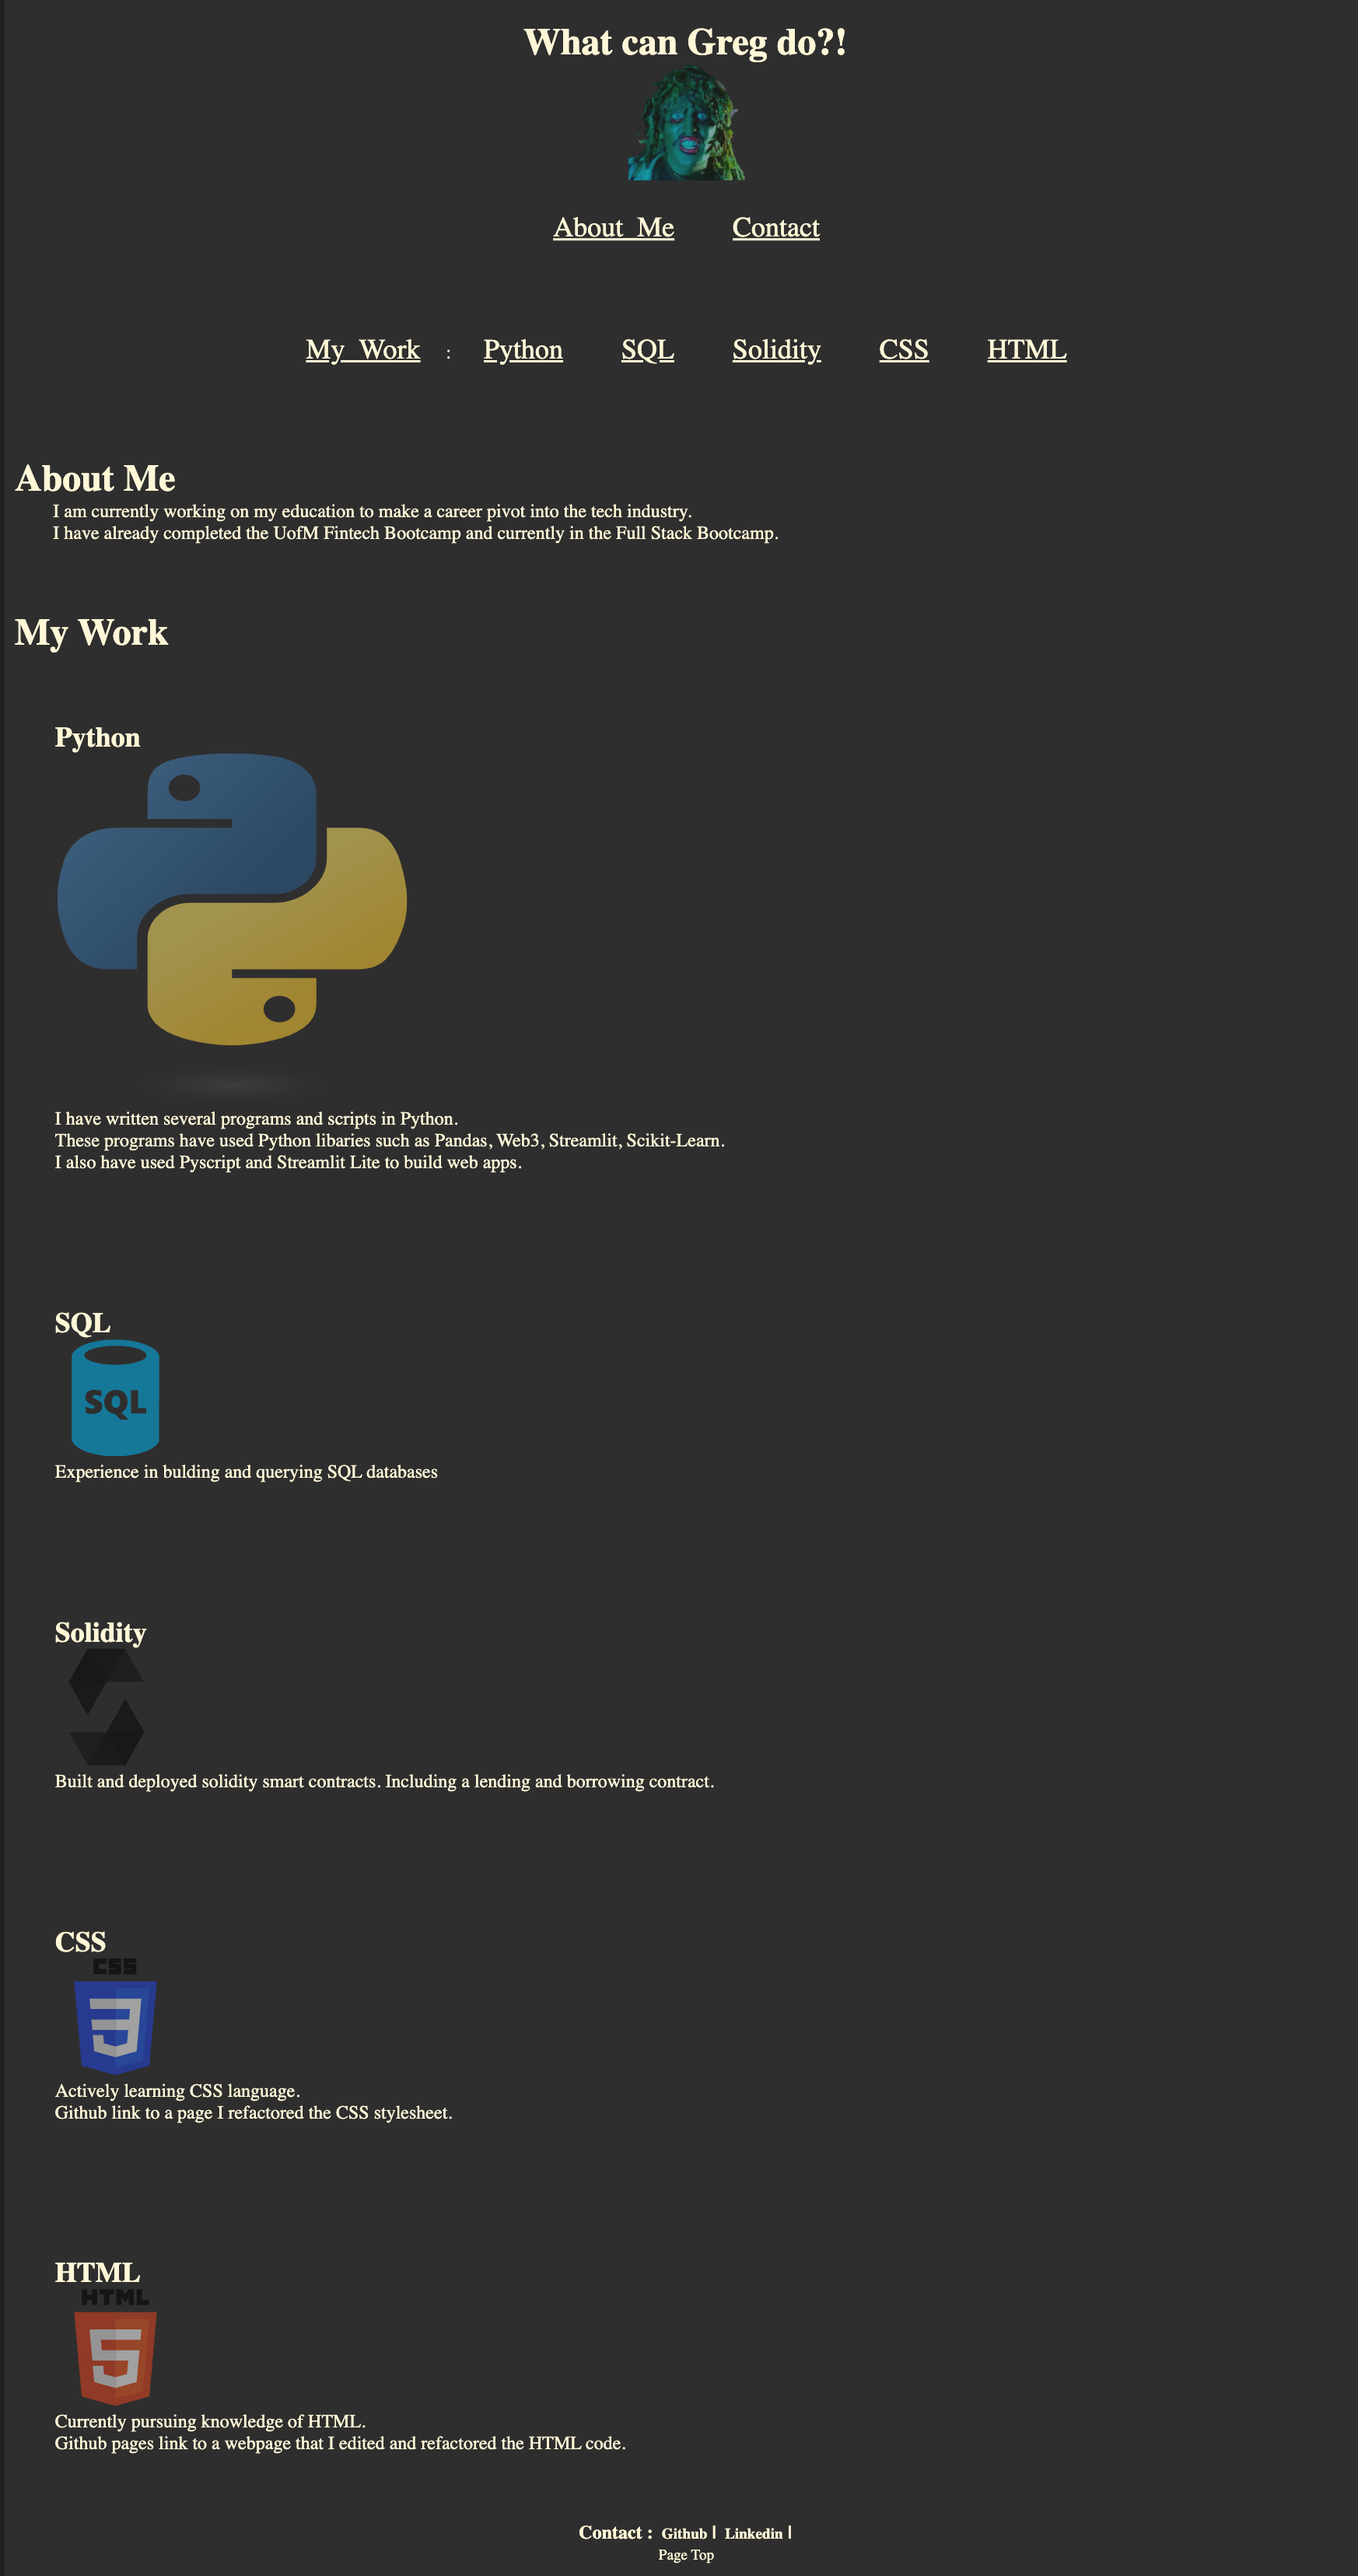 What can Greg do?!
About_Me Contact
My_Work : Python SQL Solidity CSS HTML
About Me
I am currently working on my education to make a career pivot into the tech industry.
I have already completed the UofM Fintech Bootcamp and currently in the Full Stack Bootcamp.
My Work
Python
I have written several programs and scripts in Python.
These programs have used Python libaries such as Pandas, Web3, Streamlit, Scikit-Learn.
I also have used Pyscript and Streamlit Lite to build web apps.
SQL
SQL
Experience in bulding and querying SQL databases
Solidity
Built and deployed solidity smart contracts. Including a lending and borrowing contract.
CSS
CSS
3
Actively learning CSS language.
Github link to a page I refactored the CSS stylesheet.
HTML
HTML
5
Currently pursuing knowledge of HTML.
Github pages link to a webpage that I edited and refactored the HTML code.
Contact : Github | Linkedin |
Page Top